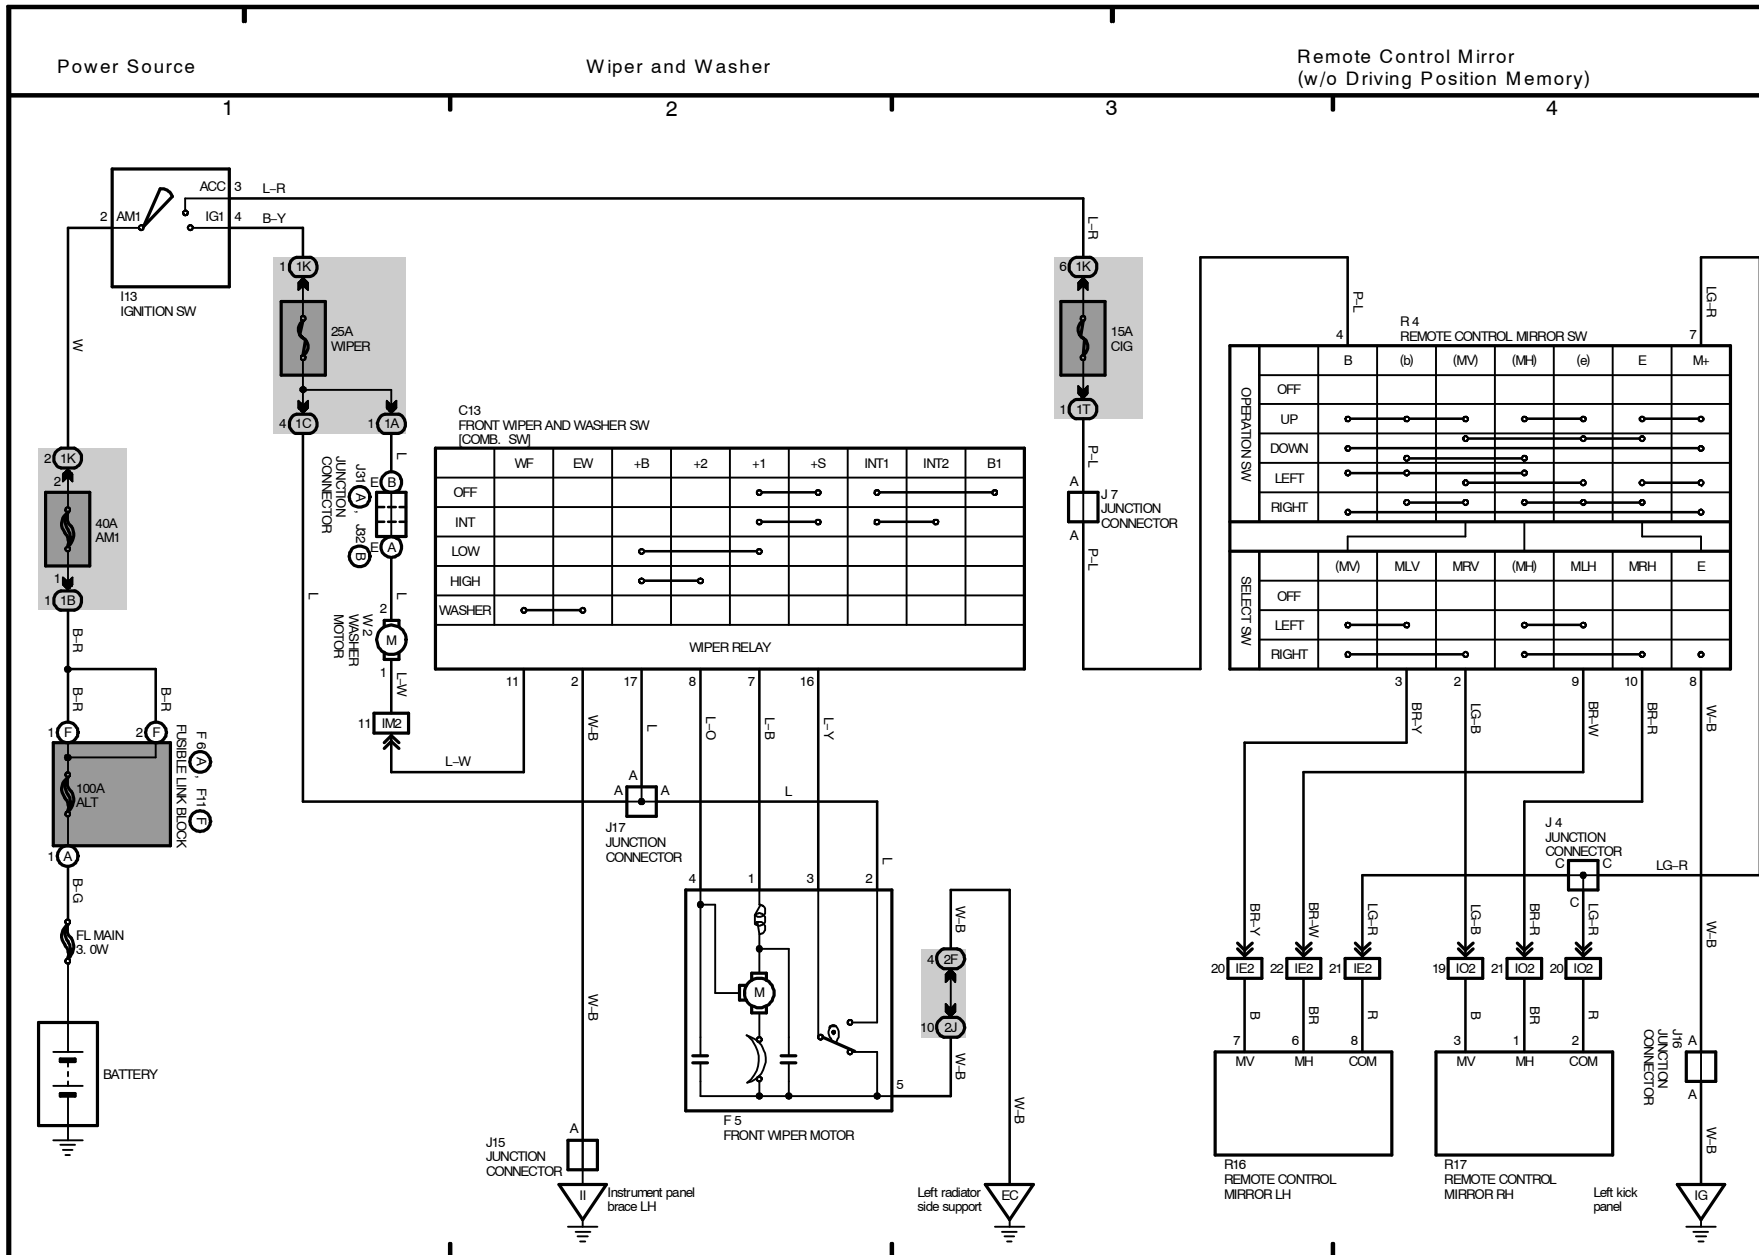 Power Source
Wiper and Washer
Remote Control Mirror
(w/o Driving Position Memory)
1
2
3
4
ACC 3 L–R
2 AM1 IG1 4 B–Y
I13
IGNITION SW
W
2 1K
2
40A
AM1
1
1 1B
B–R
B–R
B–R
1 F
2 F
100A
ALT
F 6 A , F11 F
FUSIBLE LINK BLOCK
1 A
B–G
FL MAIN
3. 0W
BATTERY
1 1K
25A
WIPER
4 1C
1 1A
L
E B
J31 A , J32 B
JUNCTION
CONNECTOR
E A
L
L
2
M
W 2
WASHER
MOTOR
1
L–W
11 IM2
L–W
C13
FRONT WIPER AND WASHER SW
[COMB. SW]
WF EW +B +2 +1 +S INT1 INT2 B1
OFF
INT
LOW
HIGH
WASHER
WIPER RELAY
11 2 17 8 7 16
W–B L L–O L–B L–Y
A
A A L
J17
JUNCTION
CONNECTOR
L
4 1 3 2
M
5
F 5
FRONT WIPER MOTOR
W–B
A
J15
JUNCTION
CONNECTOR
II
Instrument panel
brace LH
W–B
4 2F
10 2J
W–B
W–B
Left radiator
side support
EC
L–R
6 1K
15A
CIG
1 1T
P–L
A
J 7
JUNCTION
CONNECTOR
A
P–L
P–L
LG–R
R 4
REMOTE CONTROL MIRROR SW
4 7
OPERATION SW
B (b) (MV) (MH) (e) E M+
OFF
UP
DOWN
LEFT
RIGHT
SELECT SW
(MV) MLV MRV (MH) MLH MRH E
OFF
LEFT
RIGHT
3 2 9 10 8
BR–Y LG–B BR–W BR–R W–B
J 4
JUNCTION
CONNECTOR
C C LG–R
C
BR–Y BR–W LG–R LG–B BR–R LG–R W–B
20 IE2 22 IE2 21 IE2 19 IO2 21 IO2 20 IO2
B BR R B BR R
7 6 8 3 1 2
MV MH COM
MV MH COM
R16
REMOTE CONTROL
MIRROR LH
R17
REMOTE CONTROL
MIRROR RH
A
J16
JUNCTION
CONNECTOR
A
W–B
Left kick
panel
IG